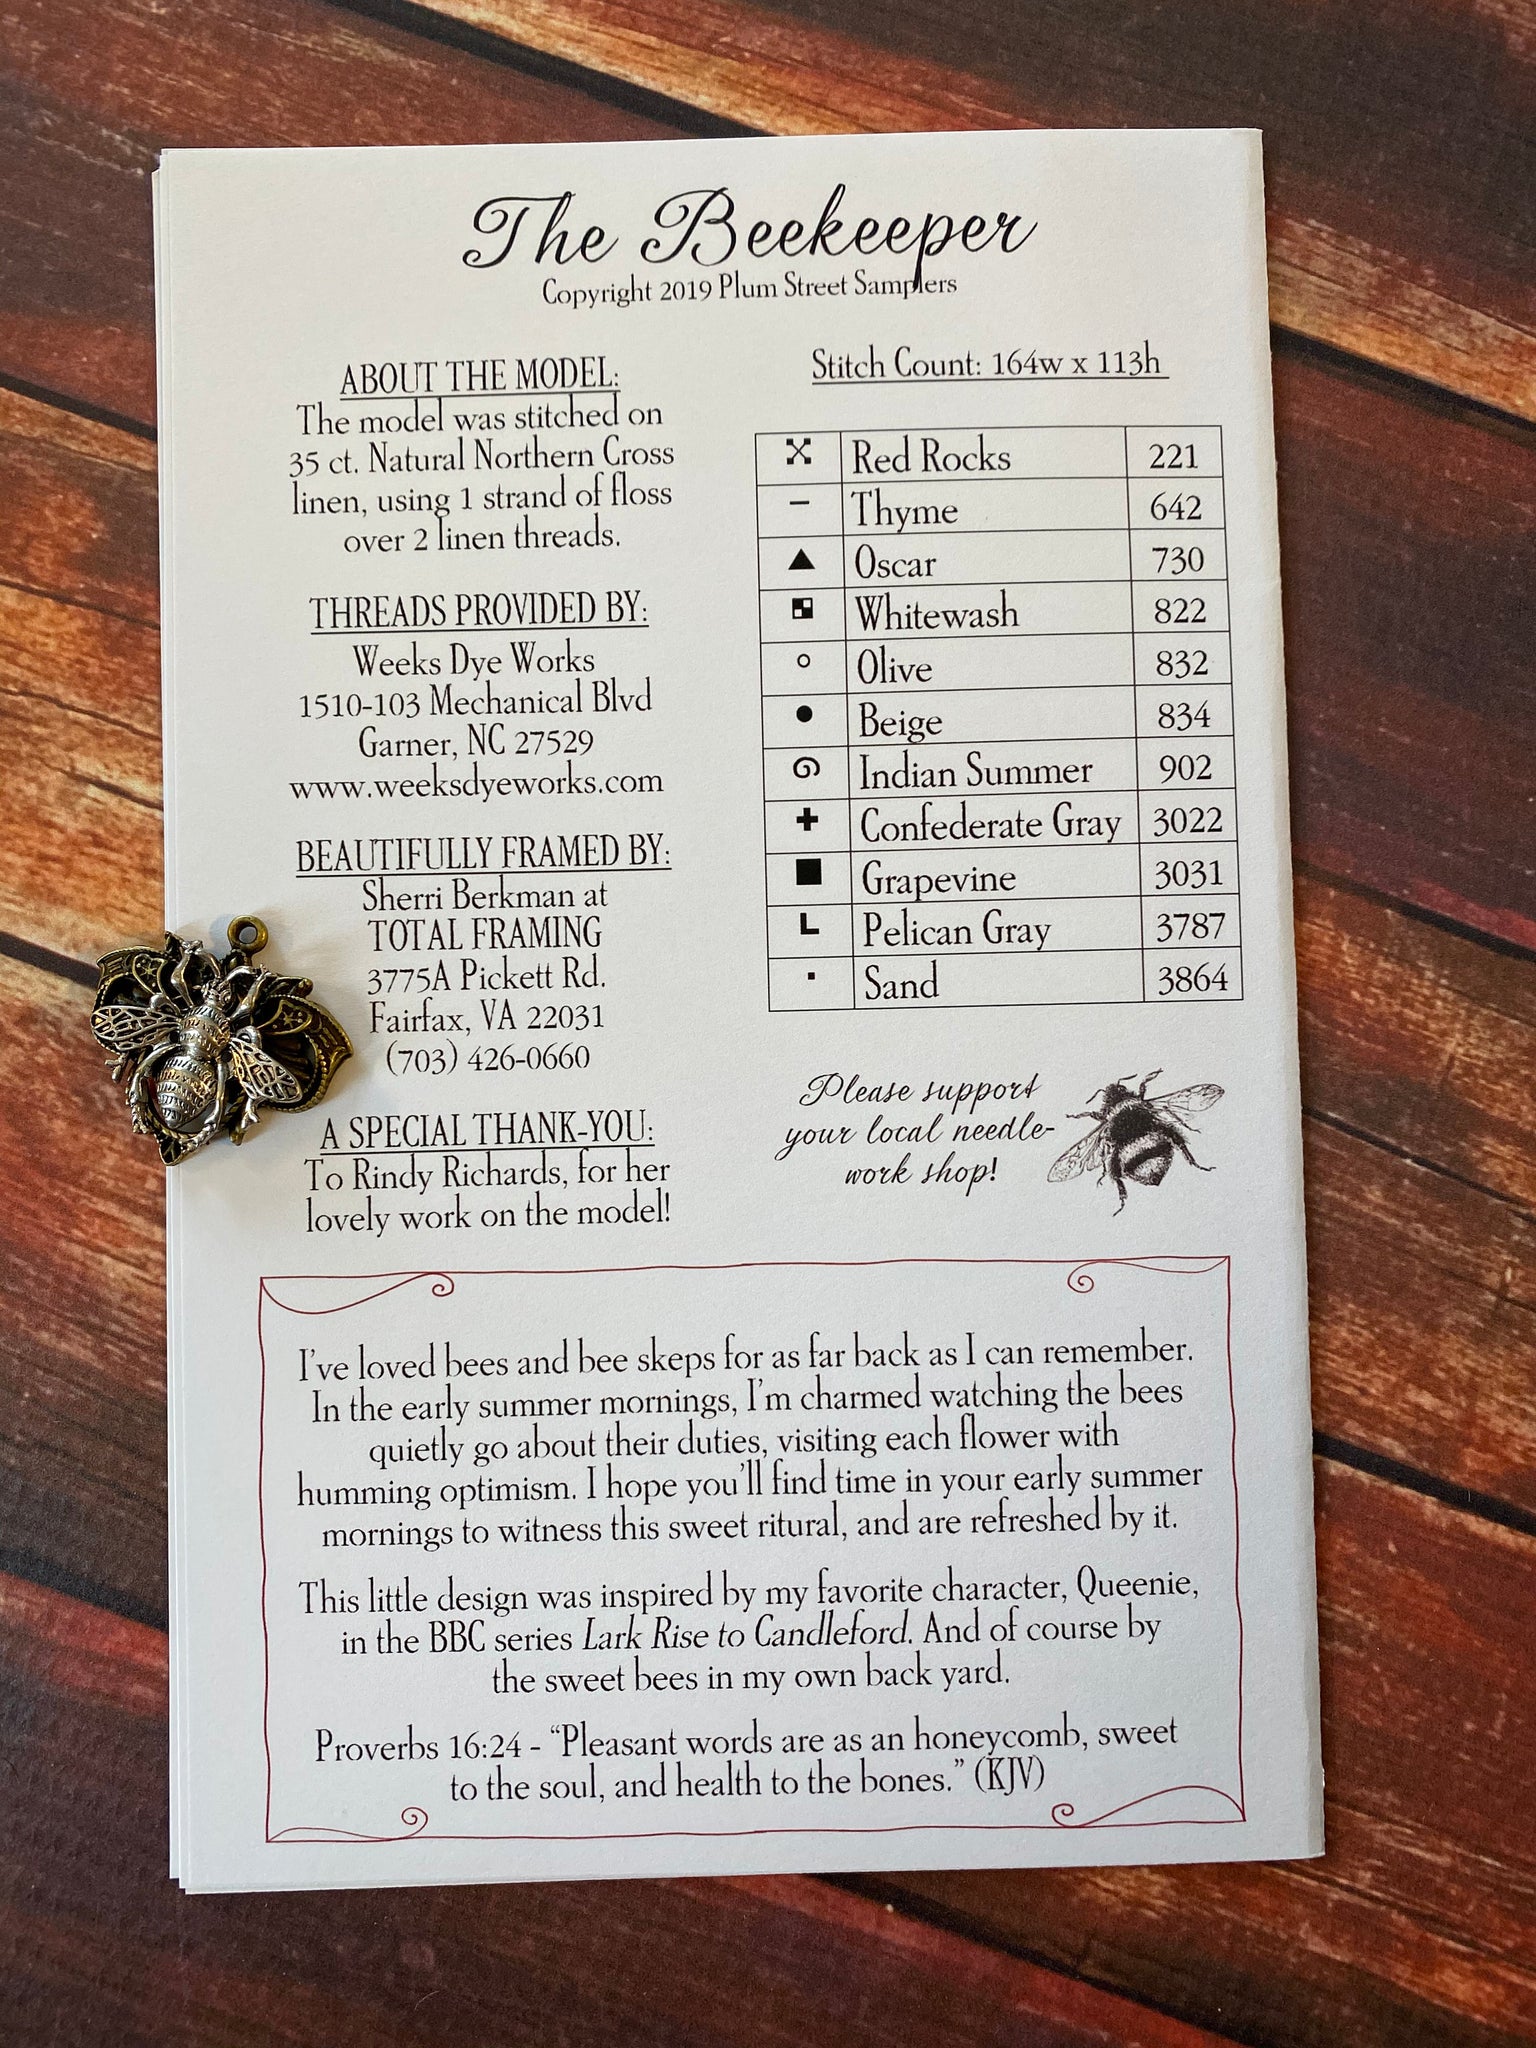 The Beekeeper
Copyright 2019 Plum Street Samplers
ABOUT THE MODEL:
The model was stitched on
35 ct. Natural Northern Cross
linen, using 1 strand of floss
over 2 linen threads.
THREADS PROVIDED BY:
Weeks Dye Works
1510-103 Mechanical Blvd
Garner, NC 27529
www.weeksdyeworks.com
BEAUTIFULLY FRAMED BY:
Sherri Berkman at
TOTAL FRAMING
3775A Pickett Rd.
Fairfax, VA 22031
(703) 426-0660
A SPECIAL THANK-YOU:
To Rindy Richards, for her
lovely work on the model!
Stitch Count: 164w x 113h
Red Rocks 221
Thyme 642
Oscar 730
Whitewash 822
Olive 832
Beige 834
Indian Summer 902
Confederate Gray 3022
Grapevine 3031
Pelican Gray 3787
Sand 3864
Please support
your local needle-
work shop!
I've loved bees and bee skeps for as far back as I can remember.
In the early summer mornings, I'm charmed watching the bees
quietly go about their duties, visiting each flower with
humming optimism. I hope you'll find time in your early summer
mornings to witness this sweet ritural, and are refreshed by it.
This little design was inspired by my favorite character, Queenie,
in the BBC series Lark Rise to Candleford. And of course by
the sweet bees in my own back yard.
Proverbs 16:24 - “Pleasant words are as an honeycomb, sweet
to the soul, and health to the bones.” (KJV)